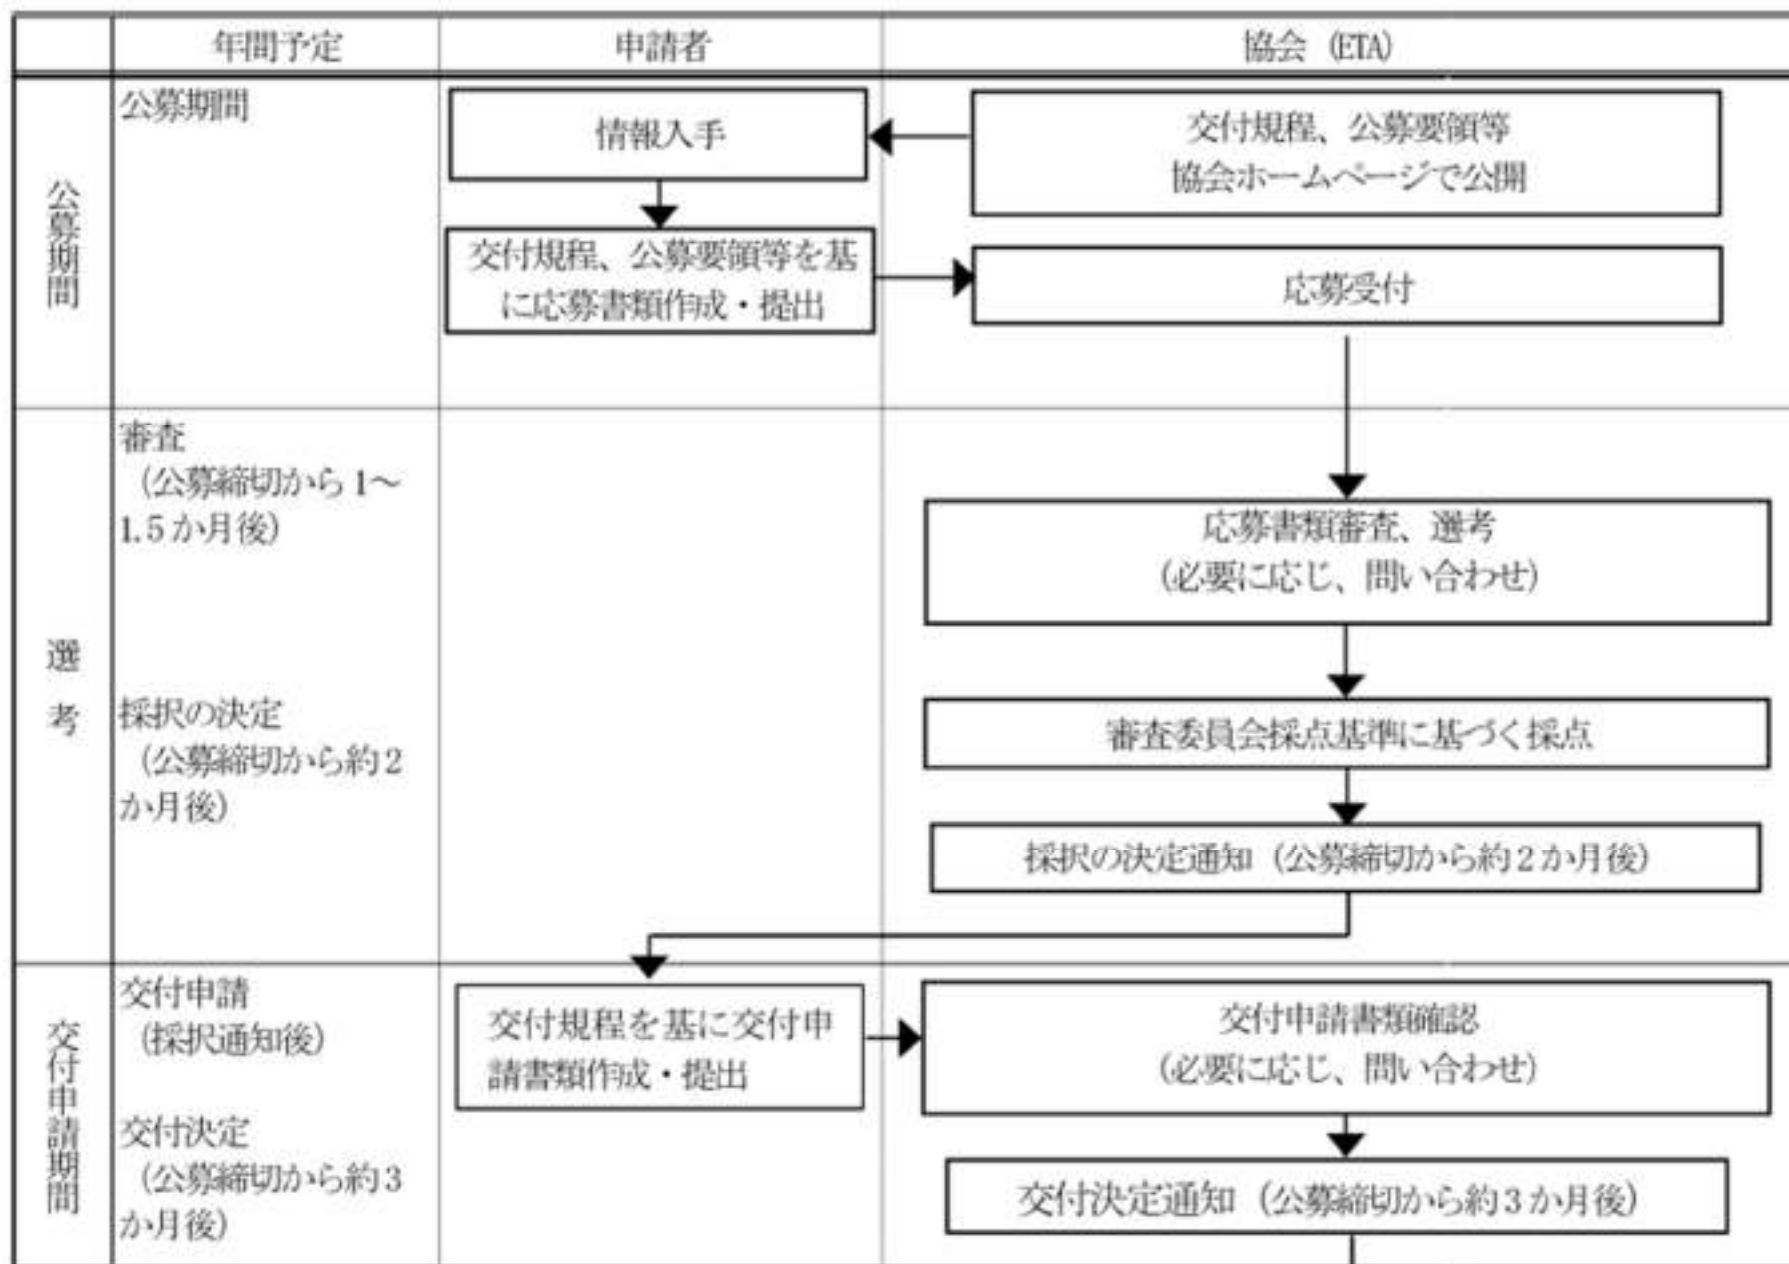 年間予定
申請者
協会（ETA）
公募期間
公募期間
情報入手
交付規程、公募要領等
協会ホームページで公開
交付規程、公募要領等を基
に応募書類作成・提出
応募受付
選考
審査
（公募締切から1～
1.5か月後）
応募書類審査、選考
（必要に応じ、問い合わせ）
採択の決定
（公募締切から約2
か月後）
審査委員会採点基準に基づく採点
採択の決定通知（公募締切から約2か月後）
交付申請期間
交付申請
（採択通知後）
交付規程を基に交付申
請書類作成・提出
交付申請書類確認
（必要に応じ、問い合わせ）
交付決定
（公募締切から約3
か月後）
交付決定通知（公募締切から約3か月後）